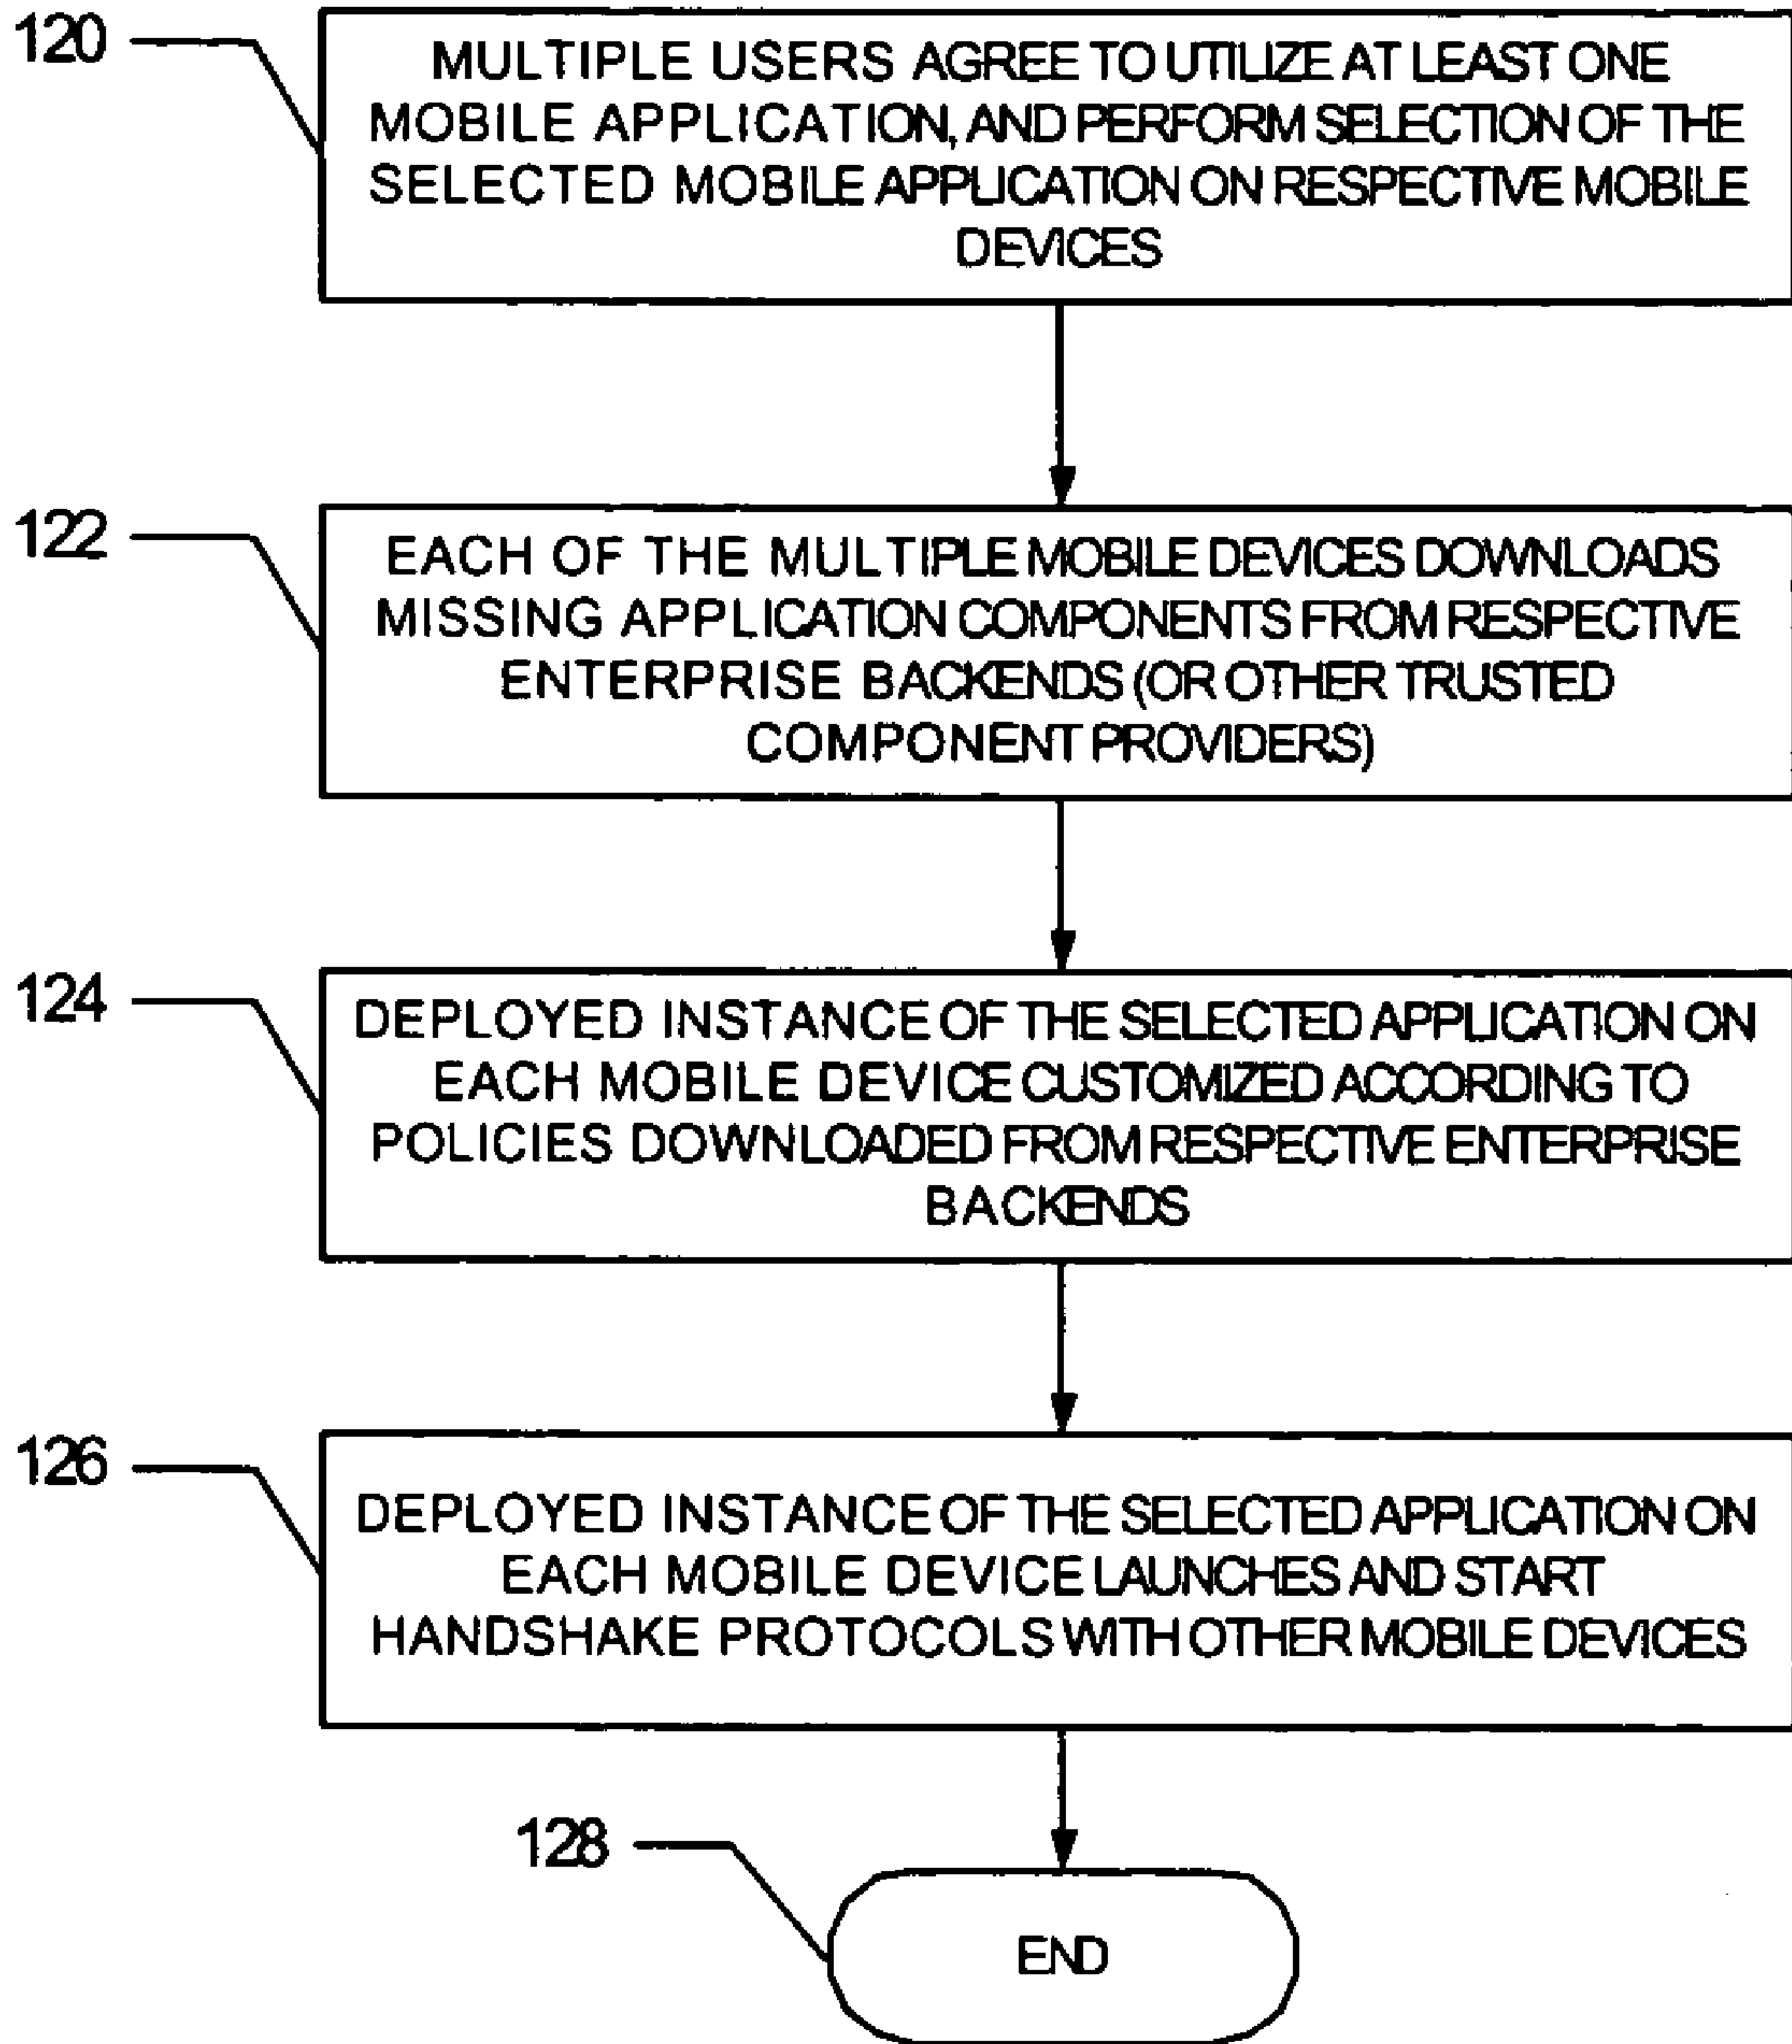 120
MULTIPLE USERS AGREE TO UTILIZE AT LEAST ONE
MOBILE APPLICATION, AND PERFORM SELECTION OF THE
SELECTED MOBILE APPLICATION ON RESPECTIVE MOBILE
DEVICES
122
EACH OF THE MULTIPLE MOBILE DEVICES DOWNLOADS
MISSING APPLICATION COMPONENTS FROM RESPECTIVE
ENTERPRISE BACKENDS (OR OTHER TRUSTED
COMPONENT PROVIDERS)
124
DEPLOYED INSTANCE OF THE SELECTED APPLICATION ON
EACH MOBILE DEVICE CUSTOMIZED ACCORDING TO
POLICIES DOWNLOADED FROM RESPECTIVE ENTERPRISE
BACKENDS
126
DEPLOYED INSTANCE OF THE SELECTED APPLICATION ON
EACH MOBILE DEVICE LAUNCHES AND START
HANDSHAKE PROTOCOLS WITH OTHER MOBILE DEVICES
128
END